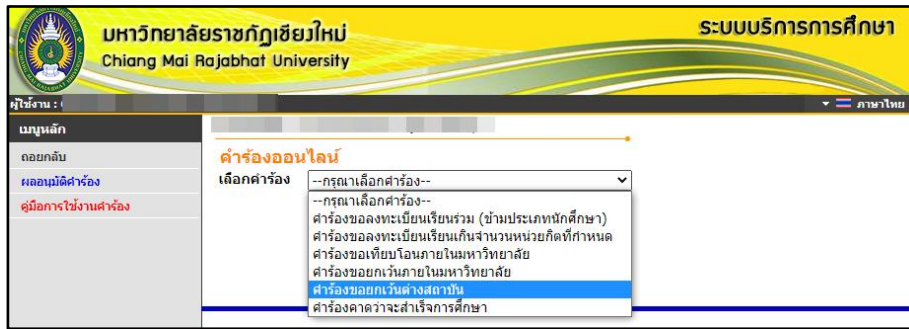 มหาวิทยาลัยราชภัฏเชียงใหม่
Chiang Mai Rajabhat University
ระบบบริการการศึกษา
ผู้ใช้งาน :
ภาษาไทย
เมนูหลัก
ถอยกลับ
ผลอนุมัติคำร้อง
คู่มือการใช้งานคำร้อง
คำร้องออนไลน์
เลือกคำร้อง
--กรุณาเลือกคำร้อง--
--กรุณาเลือกคำร้อง--
คำร้องขอลงทะเบียนเรียนร่วม (ข้ามประเภทนักศึกษา)
คำร้องขอลงทะเบียนเรียนเกินจำนวนหน่วยกิตที่กำหนด
คำร้องขอเทียบโอนภายในมหาวิทยาลัย
คำร้องขอยกเว้นภายในมหาวิทยาลัย
คำร้องขอยกเว้นต่างสถาบัน
คำร้องคาดว่าจะสำเร็จการศึกษา